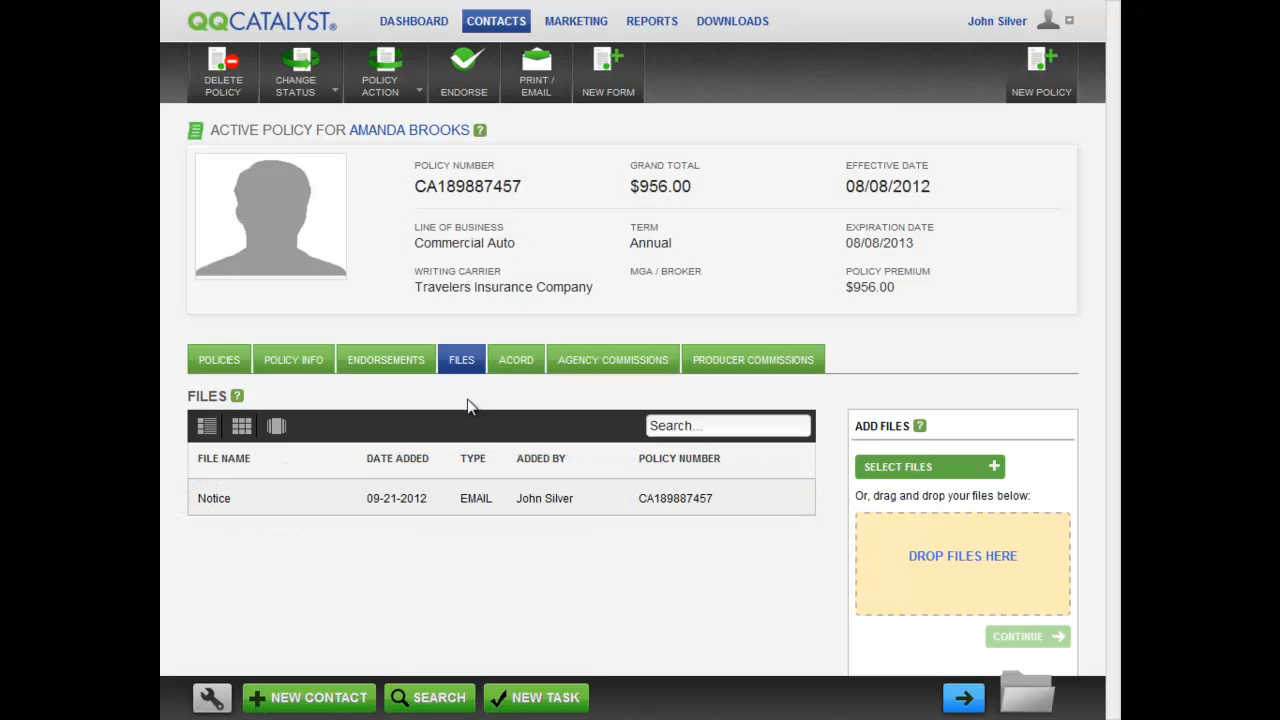 QQCATALYST® DASHBOARD CONTACTS MARKETING REPORTS DOWNLOADS John Silver
DELETE POLICY CHANGE STATUS POLICY ACTION ENDORSE PRINT / EMAIL NEW FORM NEW POLICY
ACTIVE POLICY FOR AMANDA BROOKS ?
POLICY NUMBER GRAND TOTAL EFFECTIVE DATE
CA189887457 $956.00 08/08/2012
LINE OF BUSINESS TERM EXPIRATION DATE
Commercial Auto Annual 08/08/2013
WRITING CARRIER MGA / BROKER POLICY PREMIUM
Travelers Insurance Company $956.00
POLICIES POLICY INFO ENDORSEMENTS FILES ACORD AGENCY COMMISSIONS PRODUCER COMMISSIONS
FILES ?
Search...
FILE NAME DATE ADDED TYPE ADDED BY POLICY NUMBER
Notice 09-21-2012 EMAIL John Silver CA189887457
ADD FILES ?
SELECT FILES +
Or, drag and drop your files below:
DROP FILES HERE
CONTINUE
NEW CONTACT SEARCH NEW TASK